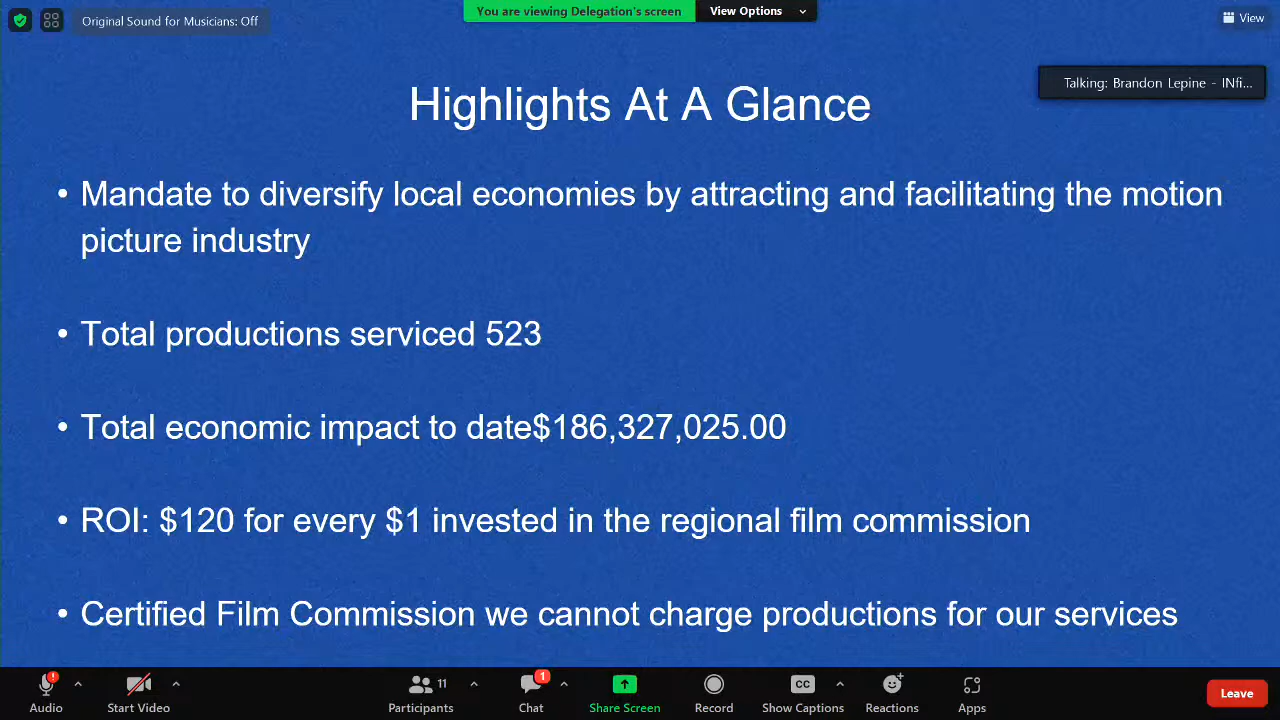 Original Sound for Musicians: Off
You are viewing Delegation's screen
View Options
View
Talking: Brandon Lepine - INfi...
Highlights At A Glance
• Mandate to diversify local economies by attracting and facilitating the motion
picture industry
• Total productions serviced 523
• Total economic impact to date$186,327,025.00
• ROI: $120 for every $1 invested in the regional film commission
• Certified Film Commission we cannot charge productions for our services
Audio
Start Video
11
Participants
1
Chat
Share Screen
Record
CC
Show Captions
Reactions
Apps
Leave